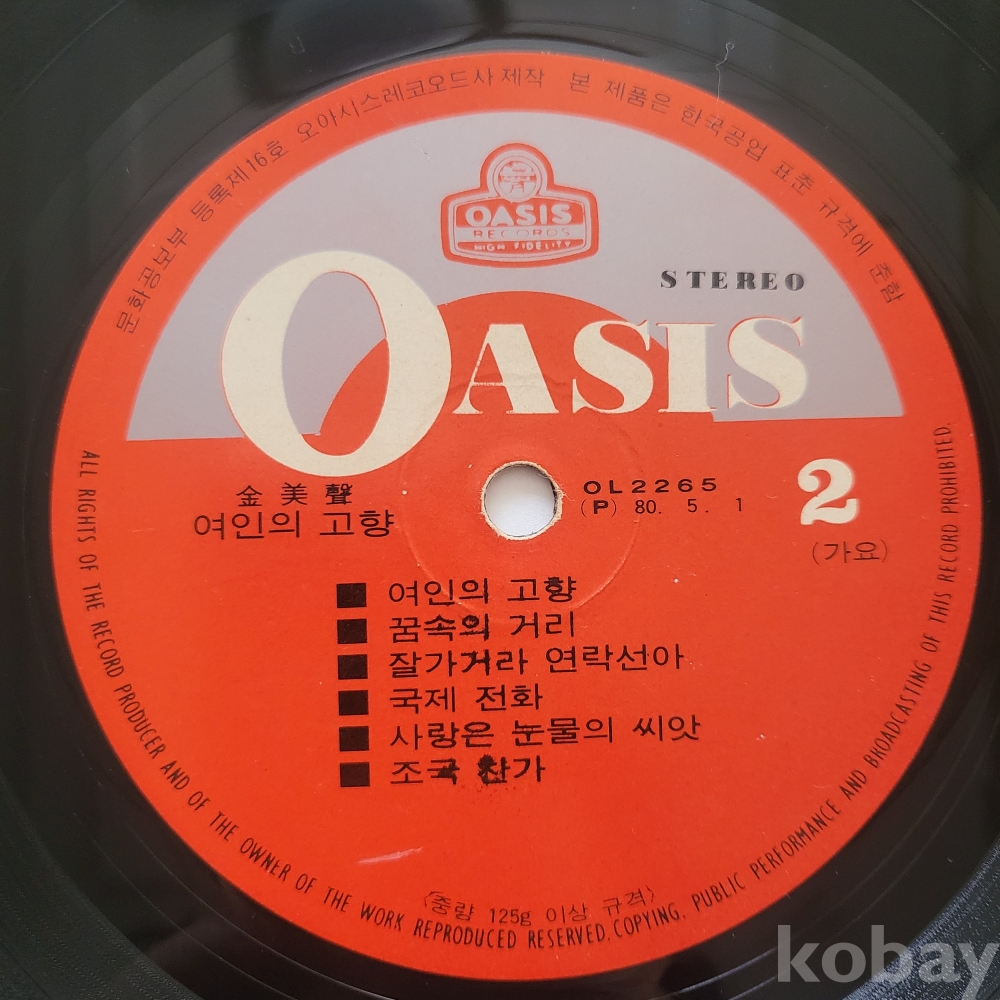 문화공보부 등록제16호 오아시스레코오드사 제작 본 제품은 한국공업 표준 규격에 준함
OASIS
RECORDS
HIGH FIDELITY
STEREO
OASIS
金美聲
여인의 고향
OL2265
(P) 80. 5. 1
2
(가요)
■ 여인의 고향
■ 꿈속의 거리
■ 잘가거라 연락선아
■ 국제 전화
■ 사랑은 눈물의 씨앗
■ 조국 찬가
〈중량 125g 이상 규격〉
ALL RIGHTS OF THE RECORD PRODUCER AND OF THE OWNER OF THE WORK REPRODUCED RESERVED. COPYING, PUBLIC PERFORMANCE AND BROADCASTING OF THIS RECORD PROHIBITED.
kobay